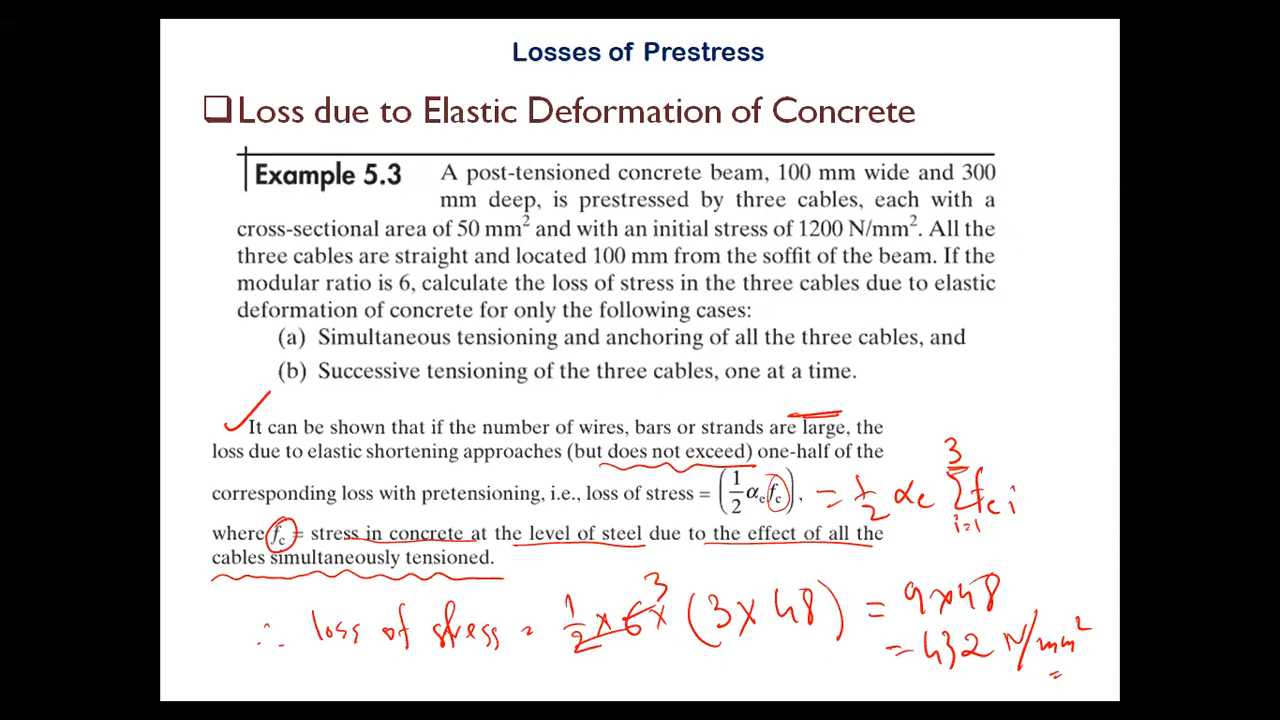 Losses of Prestress
❑Loss due to Elastic Deformation of Concrete
Example 5.3 A post-tensioned concrete beam, 100 mm wide and 300
mm deep, is prestressed by three cables, each with a
cross-sectional area of 50 mm² and with an initial stress of 1200 N/mm². All the
three cables are straight and located 100 mm from the soffit of the beam. If the
modular ratio is 6, calculate the loss of stress in the three cables due to elastic
deformation of concrete for only the following cases:
(a) Simultaneous tensioning and anchoring of all the three cables, and
(b) Successive tensioning of the three cables, one at a time.
✓It can be shown that if the number of wires, bars or strands are large, the
loss due to elastic shortening approaches (but does not exceed) one-half of the
corresponding loss with pretensioning, i.e., loss of stress = (1/2 αc fc), = 1/2 αc 3∑i=1 fci
where fc = stress in concrete at the level of steel due to the effect of all the
cables simultaneously tensioned.
∴ loss of stress = 1/2 × 6 3 × (3 × 48) = 9×48
= 432 N/mm²